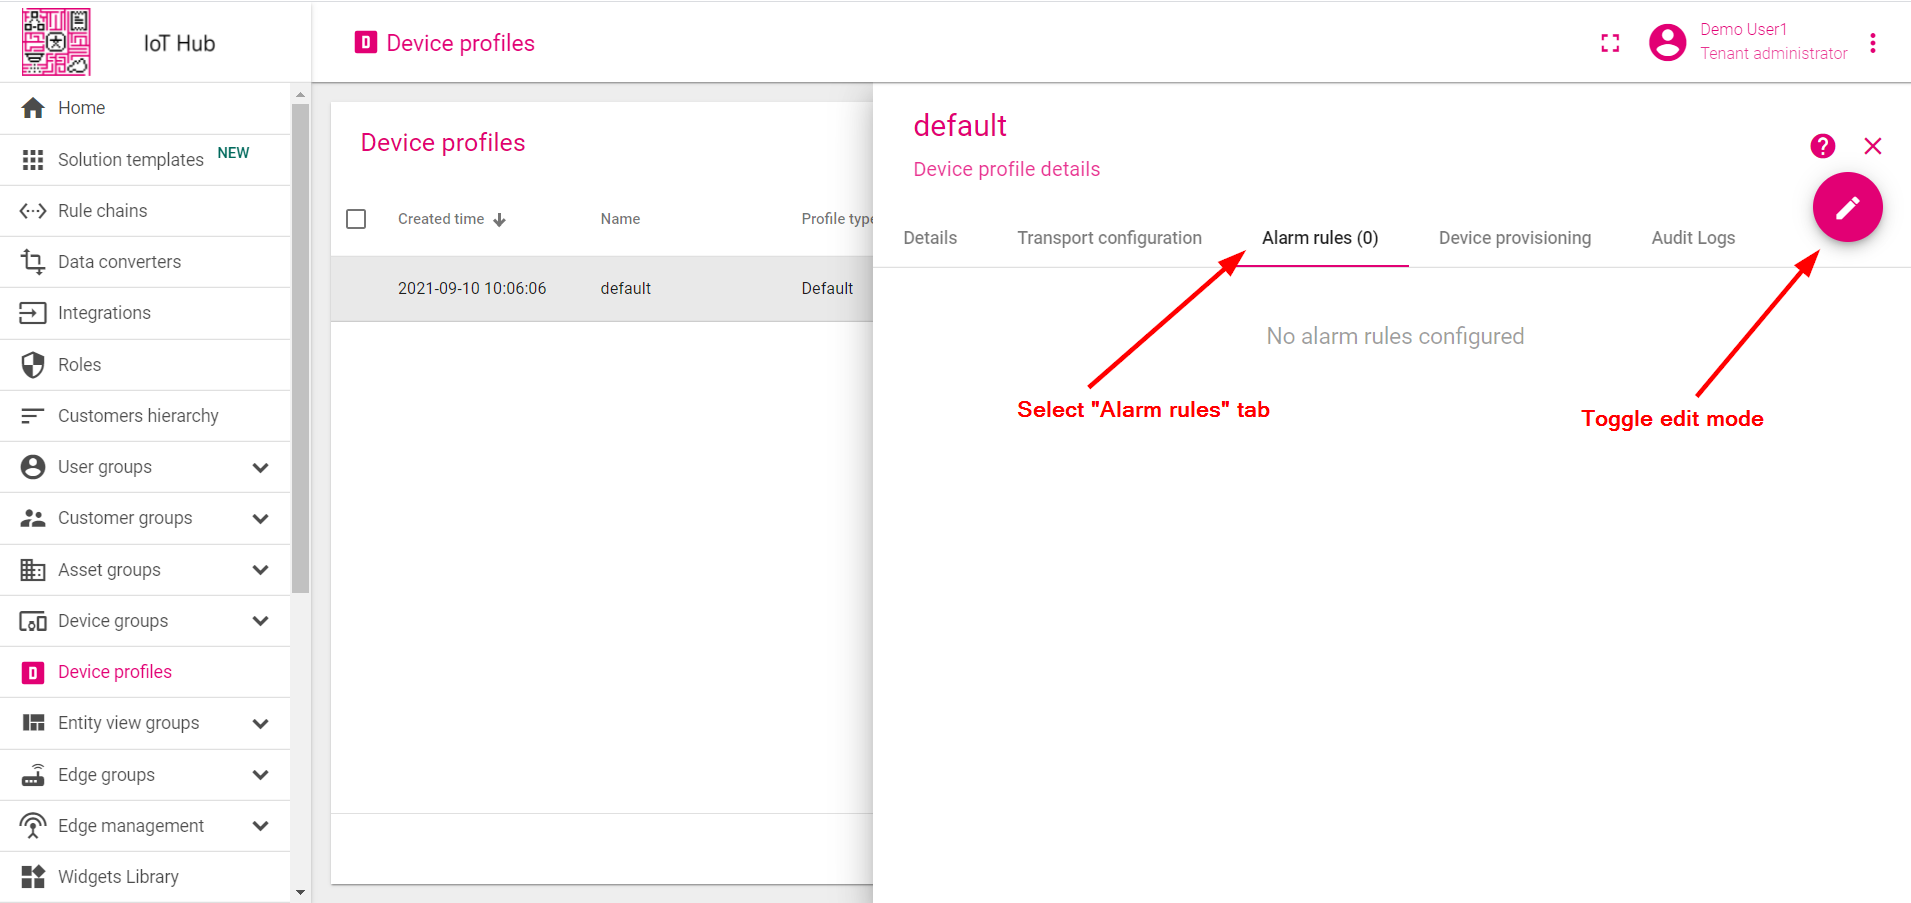 IoT Hub
D Device profiles
Demo User1
Tenant administrator
Home
Solution templates NEW
Rule chains
Data converters
Integrations
Roles
Customers hierarchy
User groups
Customer groups
Asset groups
Device groups
D Device profiles
Entity view groups
Edge groups
Edge management
Widgets Library
Device profiles
Created time Name Profile type
2021-09-10 10:06:06 default Default
default
Device profile details
?
Details Transport configuration Alarm rules (0) Device provisioning Audit Logs
No alarm rules configured
Select "Alarm rules" tab
Toggle edit mode